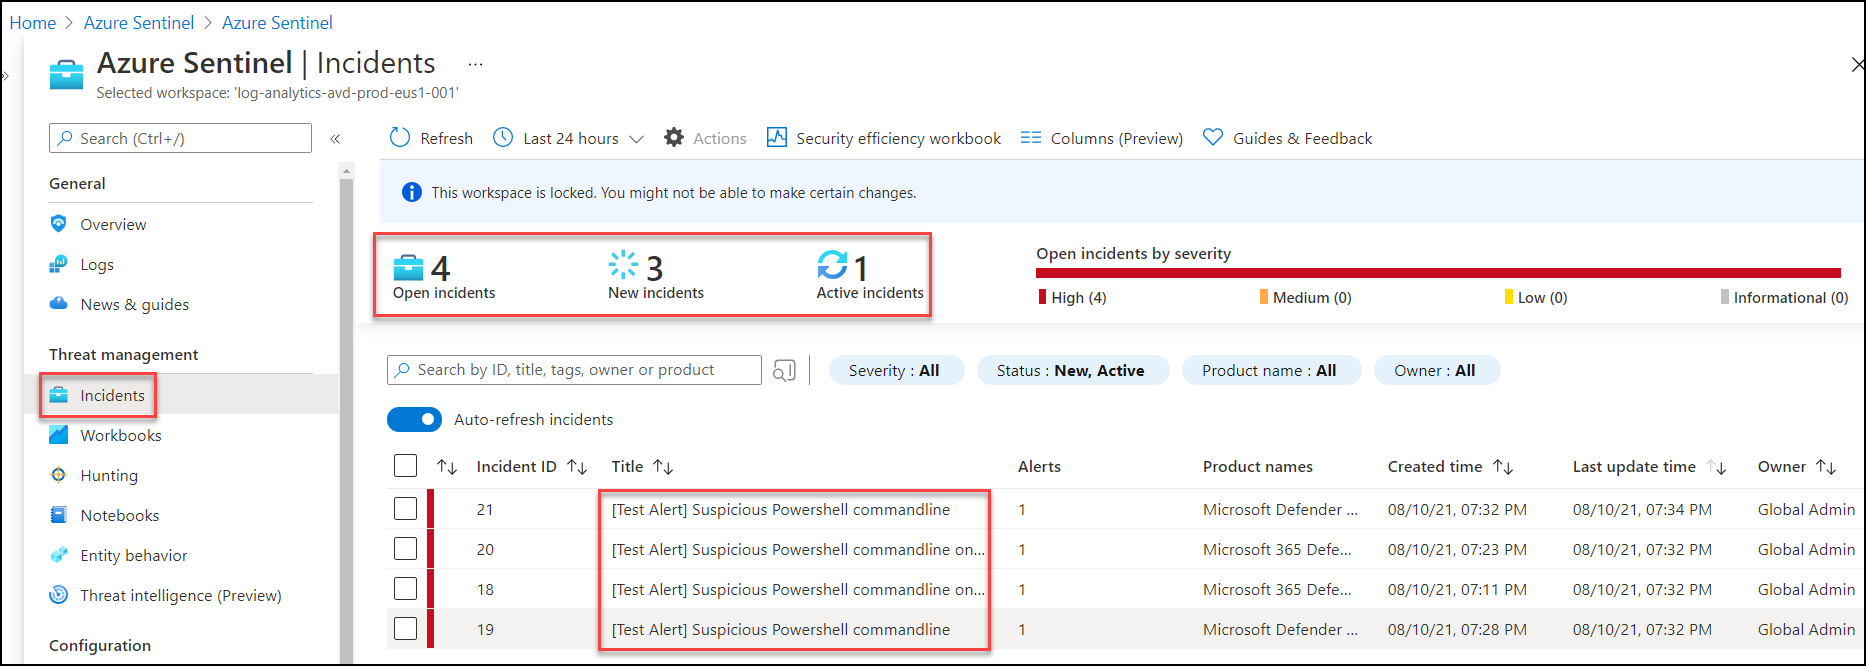 Home > Azure Sentinel > Azure Sentinel
Azure Sentinel | Incidents ...
Selected workspace: 'log-analytics-avd-prod-eus1-001'
Search (Ctrl+/)
«
General
Overview
Logs
News & guides
Threat management
Incidents
Workbooks
Hunting
Notebooks
Entity behavior
Threat intelligence (Preview)
Configuration
Refresh Last 24 hours Actions Security efficiency workbook Columns (Preview) Guides & Feedback
This workspace is locked. You might not be able to make certain changes.
4 3 1
Open incidents New incidents Active incidents
Open incidents by severity
High (4) Medium (0) Low (0) Informational (0)
Search by ID, title, tags, owner or product
Severity : All Status : New, Active Product name : All Owner : All
Auto-refresh incidents
Incident ID Title Alerts Product names Created time Last update time Owner
21 [Test Alert] Suspicious Powershell commandline 1 Microsoft Defender ... 08/10/21, 07:32 PM 08/10/21, 07:34 PM Global Admin
20 [Test Alert] Suspicious Powershell commandline on... 1 Microsoft 365 Defe... 08/10/21, 07:23 PM 08/10/21, 07:32 PM Global Admin
18 [Test Alert] Suspicious Powershell commandline on... 1 Microsoft 365 Defe... 08/10/21, 07:11 PM 08/10/21, 07:32 PM Global Admin
19 [Test Alert] Suspicious Powershell commandline 1 Microsoft Defender ... 08/10/21, 07:28 PM 08/10/21, 07:32 PM Global Admin